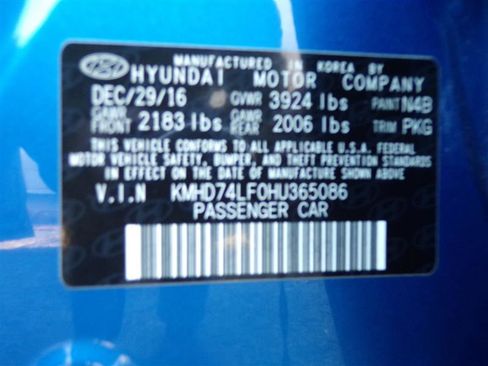 MANUFACTURED IN KOREA BY
HYUNDAI MOTOR COMPANY
DEC/29/16 GVWR 3924 lbs PAINT N4B
GAWR FRONT 2183 lbs GAWR REAR 2006 lbs TRIM PKG
THIS VEHICLE CONFORMS TO ALL APPLICABLE U.S.A. FEDERAL
MOTOR VEHICLE SAFETY, BUMPER, AND THEFT PREVENTION STANDARDS
IN EFFECT ON THE DATE OF MANUFACTURE SHOWN ABOVE.
V.I.N KMHD74LF0HU365086
PASSENGER CAR